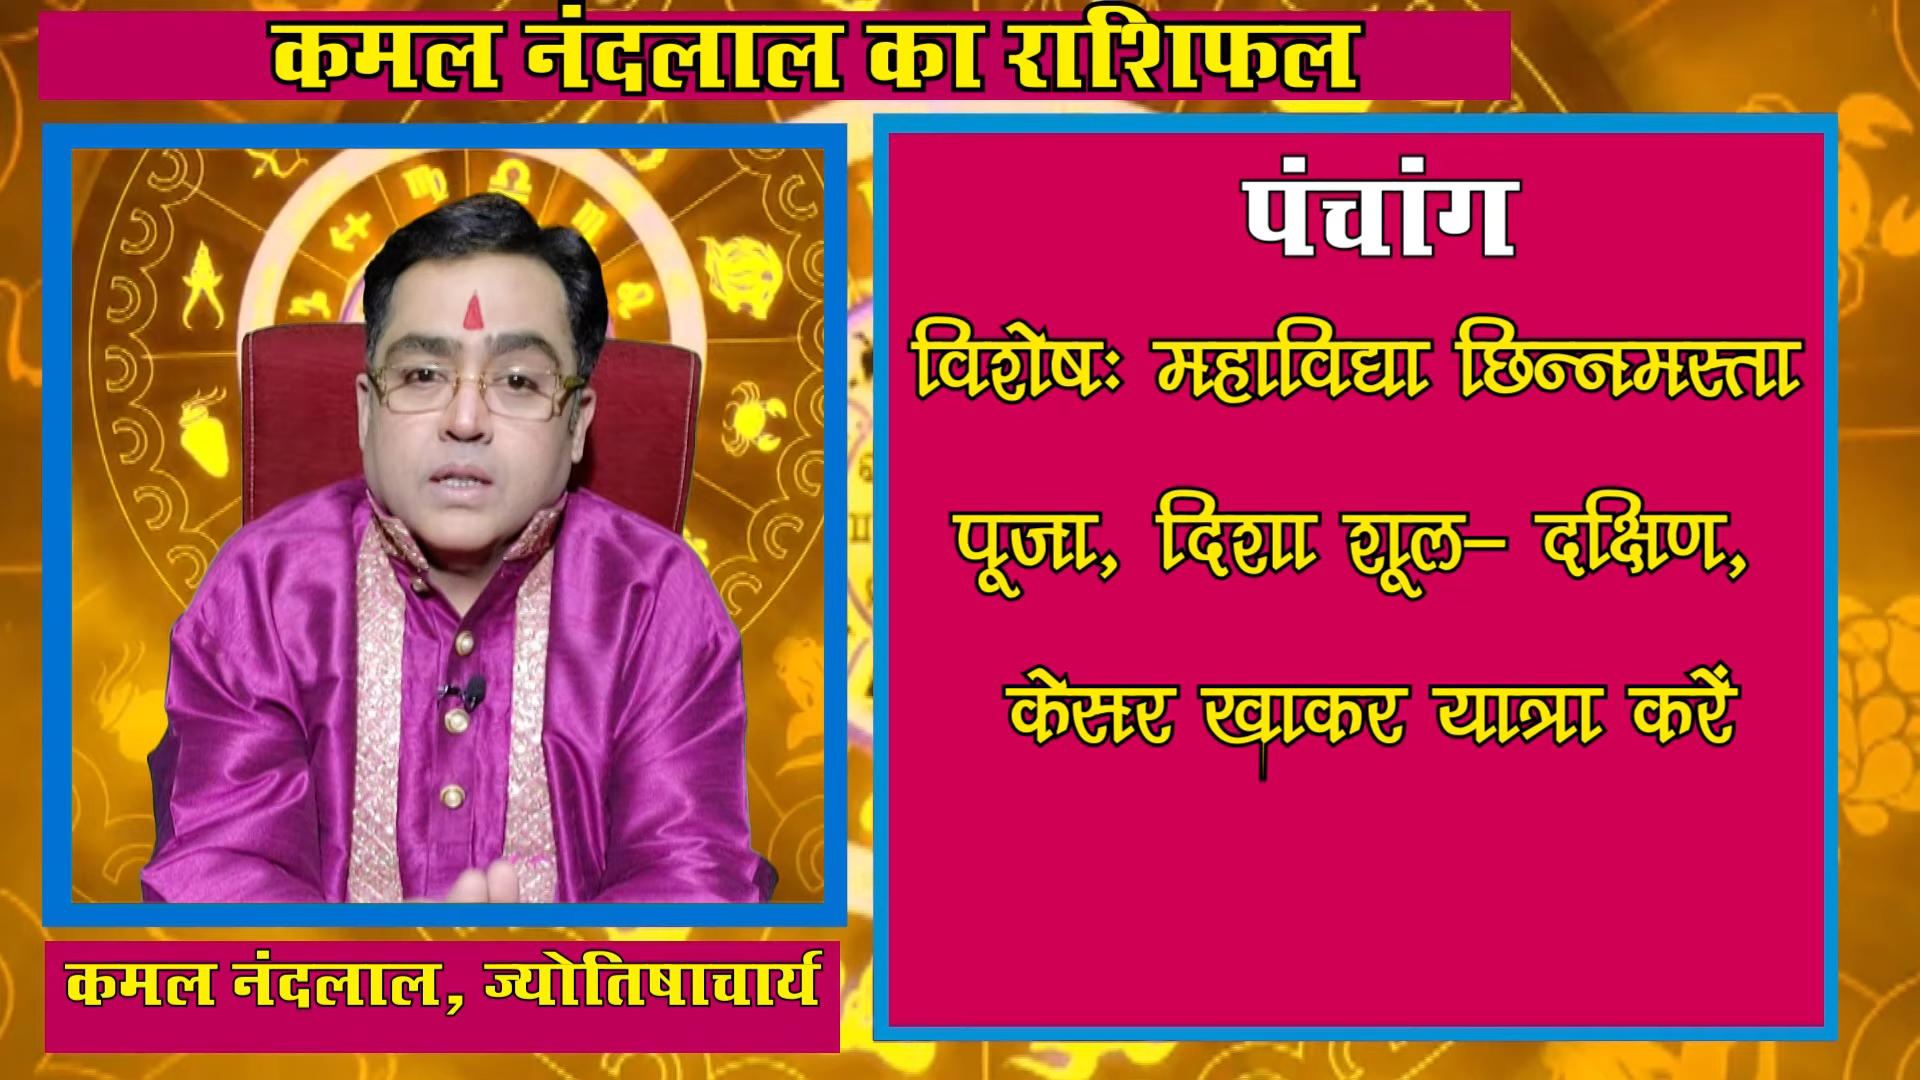 कमल नंदलाल का राशिफल
पंचांग
विशेषः महाविद्या छिन्नमस्ता
पूजा, दिशा शूल– दक्षिण,
केसर खाकर यात्रा करें
कमल नंदलाल, ज्योतिषाचार्य